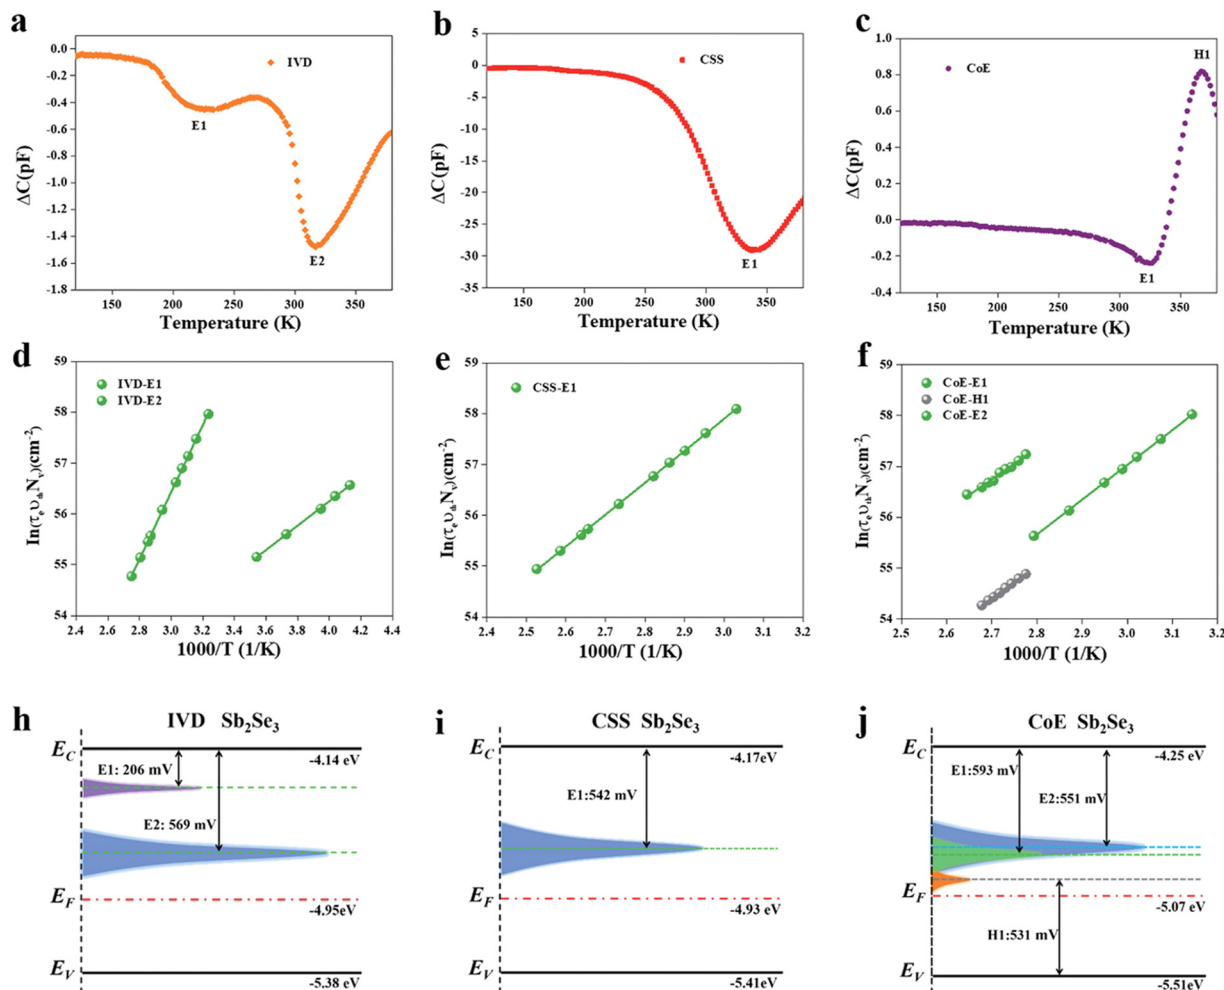 a
0.0
-0.2
-0.4
-0.6
-0.8
-1.0
-1.2
-1.4
-1.6
-1.8
ΔC(pF)
IVD
E1
E2
150 200 250 300 350
Temperature (K)
b
5
0
-5
-10
-15
-20
-25
-30
-35
ΔC(pF)
CSS
E1
150 200 250 300 350
Temperature (K)
c
1.0
0.8
0.6
0.4
0.2
0.0
-0.2
-0.4
ΔC(pF)
CoE
H1
E1
150 200 250 300 350
Temperature (K)
d
59
58
57
56
55
54
In(τeυthNv)(cm⁻²)
IVD-E1
IVD-E2
2.4 2.6 2.8 3.0 3.2 3.4 3.6 3.8 4.0 4.2 4.4
1000/T (1/K)
e
59
58
57
56
55
54
In(τeυthNv)(cm⁻²)
CSS-E1
2.4 2.5 2.6 2.7 2.8 2.9 3.0 3.1 3.2
1000/T (1/K)
f
59
58
57
56
55
54
In(τeυthNv)(cm⁻²)
CoE-E1
CoE-H1
CoE-E2
2.5 2.6 2.7 2.8 2.9 3.0 3.1 3.2
1000/T (1/K)
h
IVD Sb₂Se₃
EC
-4.14 eV
E1: 206 mV
E2: 569 mV
EF
-4.95eV
EV
-5.38 eV
i
CSS Sb₂Se₃
EC
-4.17eV
E1:542 mV
EF
-4.93 eV
EV
-5.41eV
j
CoE Sb₂Se₃
EC
-4.25 eV
E1:593 mV
E2:551 mV
EF
-5.07 eV
H1:531 mV
EV
-5.51eV